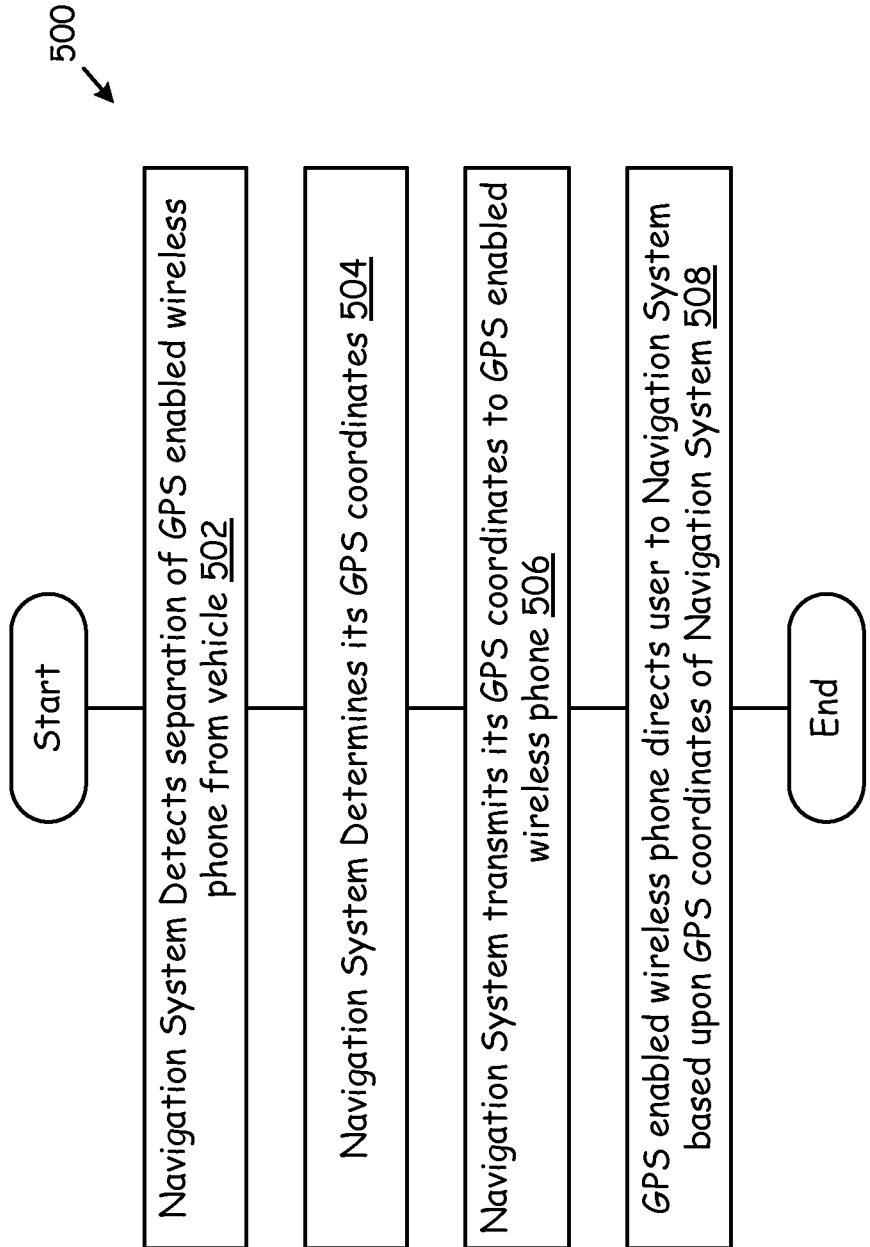 500
Start
Navigation System Detects separation of GPS enabled wireless
phone from vehicle 502
Navigation System Determines its GPS coordinates 504
Navigation System transmits its GPS coordinates to GPS enabled
wireless phone 506
GPS enabled wireless phone directs user to Navigation System
based upon GPS coordinates of Navigation System 508
End